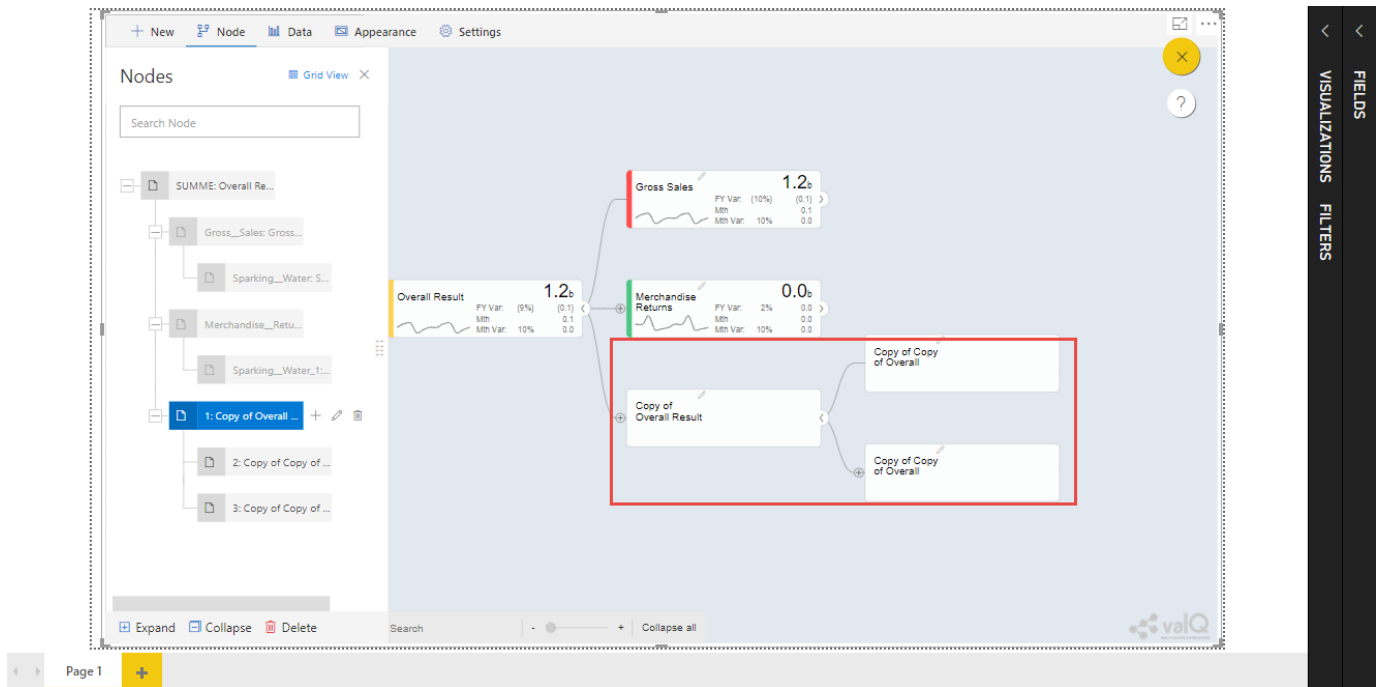 New
Node
Data
Appearance
Settings
Nodes
Grid View
Search Node
SUMME: Overall Re...
Gross__Sales: Gross...
Sparking__Water: S...
Merchandise__Retu...
Sparking__Water_1:...
1: Copy of Overall ...
2: Copy of Copy of ...
3: Copy of Copy of ...
Expand
Collapse
Delete
Overall Result
1.2b
FY Var: (9%) (0.1)
Mth 0.1
Mth Var: 10% 0.0
Gross Sales
1.2b
FY Var: (10%) (0.1)
Mth 0.1
Mth Var: 10% 0.0
Merchandise
Returns
0.0b
FY Var: 2% 0.0
Mth 0.0
Mth Var: 10% 0.0
Copy of
Overall Result
Copy of Copy
of Overall
Copy of Copy
of Overall
Search
- +
Collapse all
valQ
?
VISUALIZATIONS
FILTERS
FIELDS
Page 1
+